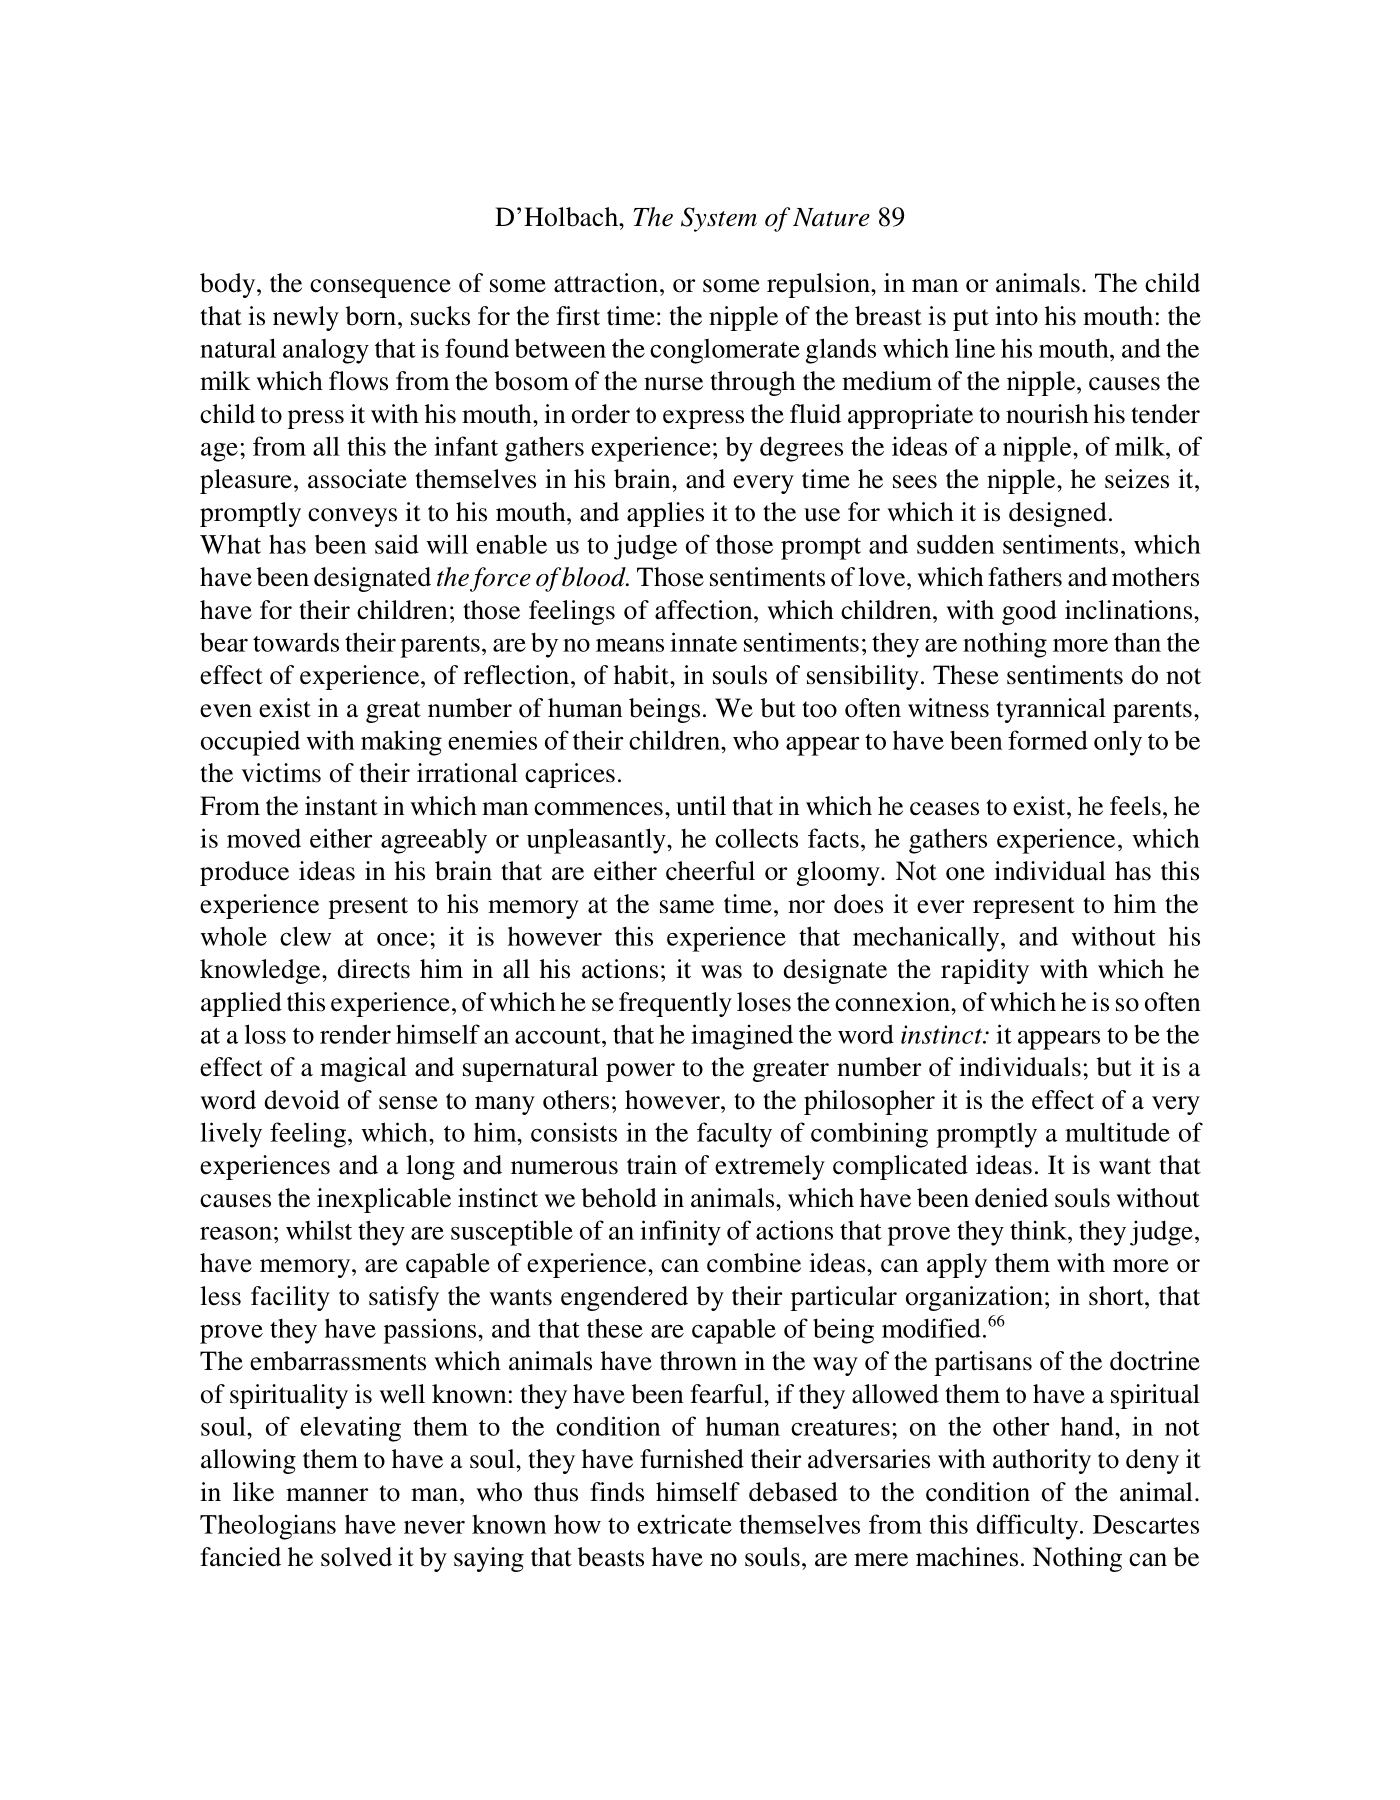 D’Holbach, The System of Nature 89
body, the consequence of some attraction, or some repulsion, in man or animals. The child
that is newly born, sucks for the first time: the nipple of the breast is put into his mouth: the
natural analogy that is found between the conglomerate glands which line his mouth, and the
milk which flows from the bosom of the nurse through the medium of the nipple, causes the
child to press it with his mouth, in order to express the fluid appropriate to nourish his tender
age; from all this the infant gathers experience; by degrees the ideas of a nipple, of milk, of
pleasure, associate themselves in his brain, and every time he sees the nipple, he seizes it,
promptly conveys it to his mouth, and applies it to the use for which it is designed.
What has been said will enable us to judge of those prompt and sudden sentiments, which
have been designated the force of blood. Those sentiments of love, which fathers and mothers
have for their children; those feelings of affection, which children, with good inclinations,
bear towards their parents, are by no means innate sentiments; they are nothing more than the
effect of experience, of reflection, of habit, in souls of sensibility. These sentiments do not
even exist in a great number of human beings. We but too often witness tyrannical parents,
occupied with making enemies of their children, who appear to have been formed only to be
the victims of their irrational caprices.
From the instant in which man commences, until that in which he ceases to exist, he feels, he
is moved either agreeably or unpleasantly, he collects facts, he gathers experience, which
produce ideas in his brain that are either cheerful or gloomy. Not one individual has this
experience present to his memory at the same time, nor does it ever represent to him the
whole clew at once; it is however this experience that mechanically, and without his
knowledge, directs him in all his actions; it was to designate the rapidity with which he
applied this experience, of which he se frequently loses the connexion, of which he is so often
at a loss to render himself an account, that he imagined the word instinct: it appears to be the
effect of a magical and supernatural power to the greater number of individuals; but it is a
word devoid of sense to many others; however, to the philosopher it is the effect of a very
lively feeling, which, to him, consists in the faculty of combining promptly a multitude of
experiences and a long and numerous train of extremely complicated ideas. It is want that
causes the inexplicable instinct we behold in animals, which have been denied souls without
reason; whilst they are susceptible of an infinity of actions that prove they think, they judge,
have memory, are capable of experience, can combine ideas, can apply them with more or
less facility to satisfy the wants engendered by their particular organization; in short, that
prove they have passions, and that these are capable of being modified.66
The embarrassments which animals have thrown in the way of the partisans of the doctrine
of spirituality is well known: they have been fearful, if they allowed them to have a spiritual
soul, of elevating them to the condition of human creatures; on the other hand, in not
allowing them to have a soul, they have furnished their adversaries with authority to deny it
in like manner to man, who thus finds himself debased to the condition of the animal.
Theologians have never known how to extricate themselves from this difficulty. Descartes
fancied he solved it by saying that beasts have no souls, are mere machines. Nothing can be